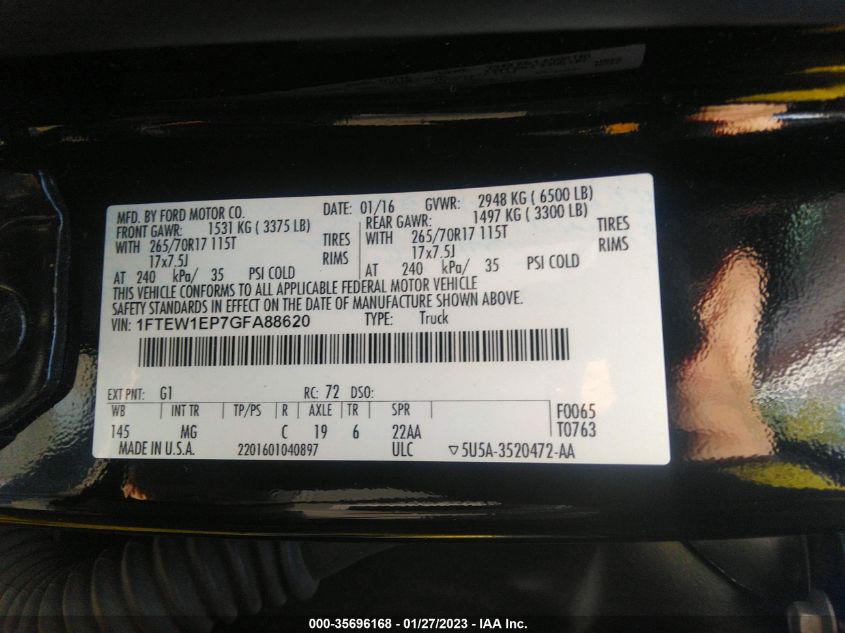 MFD. BY FORD MOTOR CO. DATE: 01/16 GVWR: 2948 KG ( 6500 LB)
FRONT GAWR: 1531 KG ( 3375 LB) REAR GAWR: 1497 KG ( 3300 LB)
WITH 265/70R17 115T TIRES WITH 265/70R17 115T TIRES
17x7.5J RIMS 17x7.5J RIMS
AT 240 kPa/ 35 PSI COLD AT 240 kPa/ 35 PSI COLD
THIS VEHICLE CONFORMS TO ALL APPLICABLE FEDERAL MOTOR VEHICLE
SAFETY STANDARDS IN EFFECT ON THE DATE OF MANUFACTURE SHOWN ABOVE.
VIN: 1FTEW1EP7GFA88620 TYPE: Truck
EXT PNT: G1 RC: 72 DSO:
WB INT TR TP/PS R AXLE TR SPR F0065
145 MG C 19 6 22AA T0763
MADE IN U.S.A. 2201601040897 ULC ▽5U5A-3520472-AA
000-35696168 - 01/27/2023 - IAA Inc.